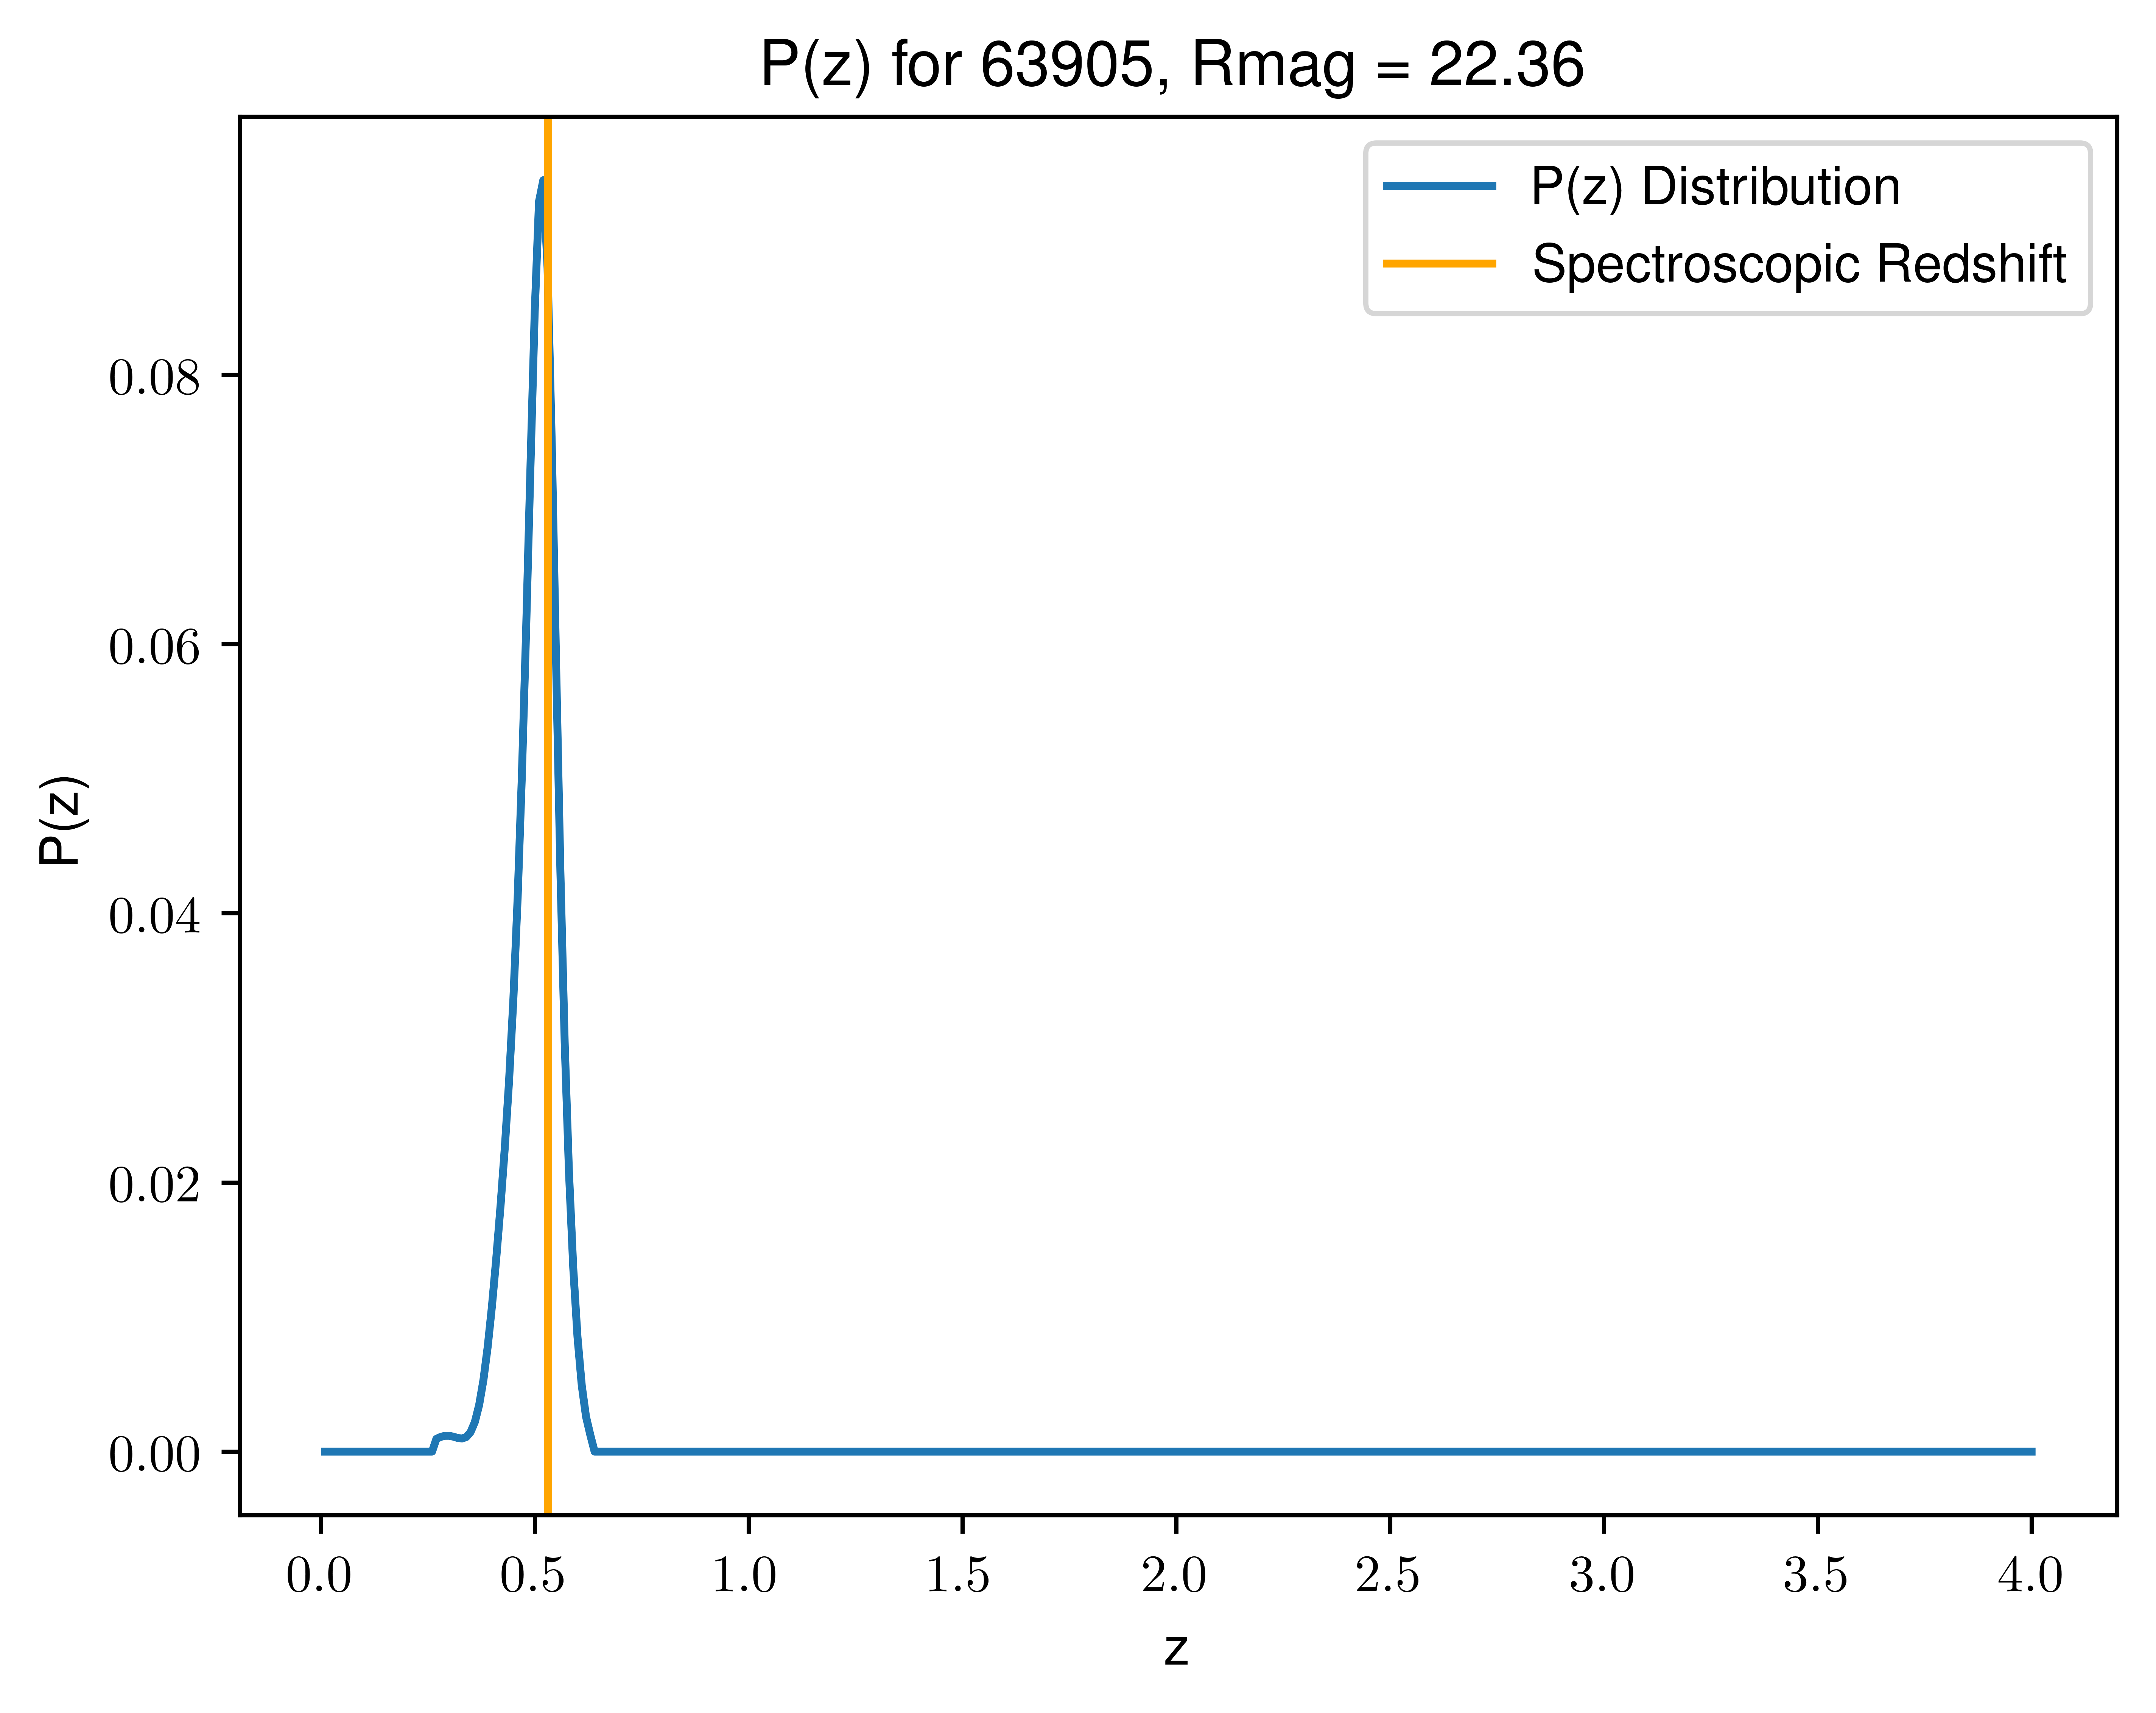 P(z) for 63905, Rmag = 22.36
P(z) Distribution
Spectroscopic Redshift
0.08
0.06
0.04
0.02
0.00
P(z)
0.0 0.5 1.0 1.5 2.0 2.5 3.0 3.5 4.0
z